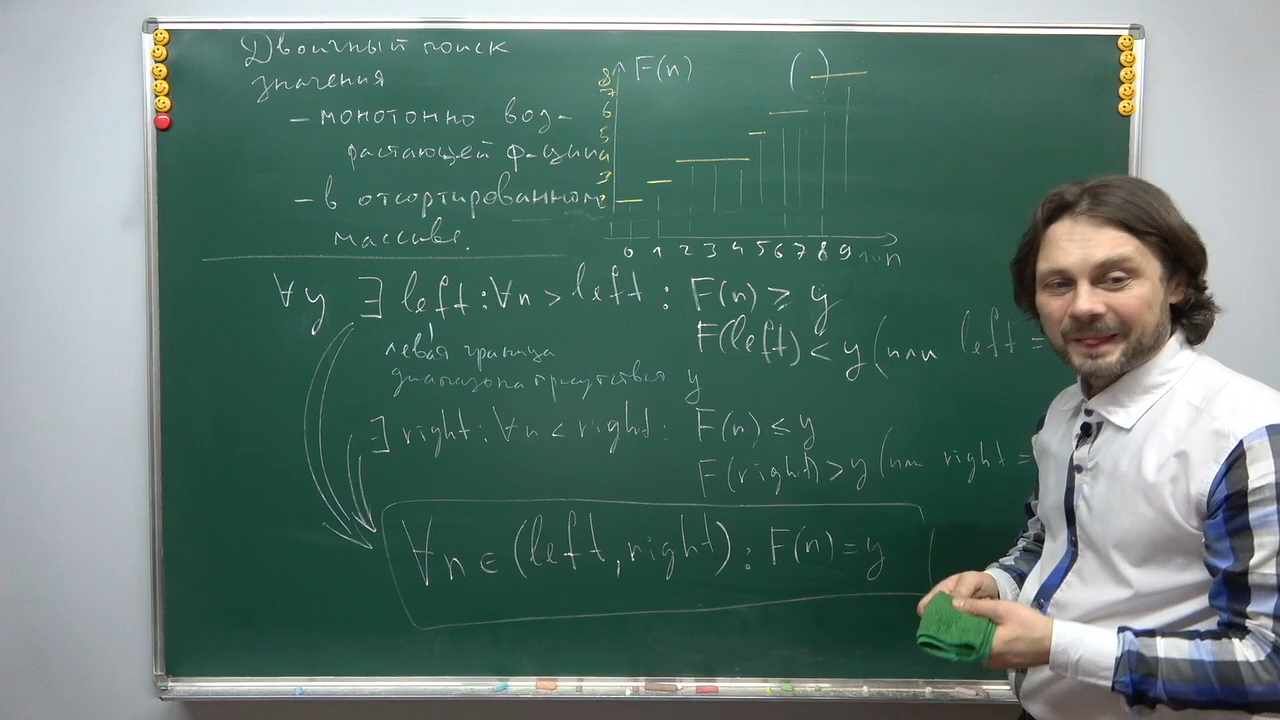 Двоичный поиск
значения
– монотонно воз-
растающей ф-ции
– в отсортированном
массиве.
F(n)
( )
8
7
6
5
4
3
2
0 1 2 3 4 5 6 7 8 9 10 n
∀y ∃ left : ∀n > left : F(n) ≥ y
F(left) < y (или left =
левая граница
диапазона присутствия y
∃ right : ∀n < right : F(n) ≤ y
F(right) > y (или right =
∀n ∈ (left, right) : F(n) = y (